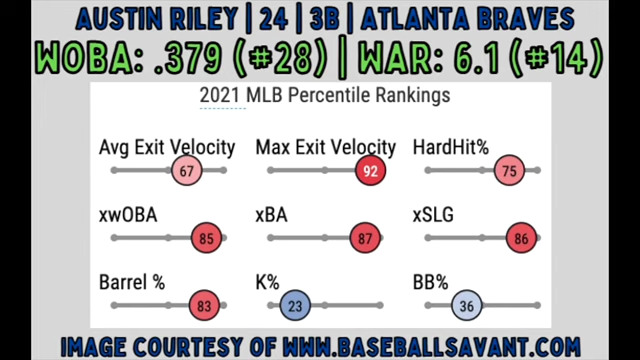 AUSTIN RILEY | 24 | 3B | ATLANTA BRAVES
WOBA: .379 (#28) | WAR: 6.1 (#14)
2021 MLB Percentile Rankings
Avg Exit Velocity Max Exit Velocity HardHit%
67 92 75
xwOBA xBA xSLG
85 87 86
Barrel % K% BB%
83 23 36
IMAGE COURTESY OF WWW.BASEBALLSAVANT.COM